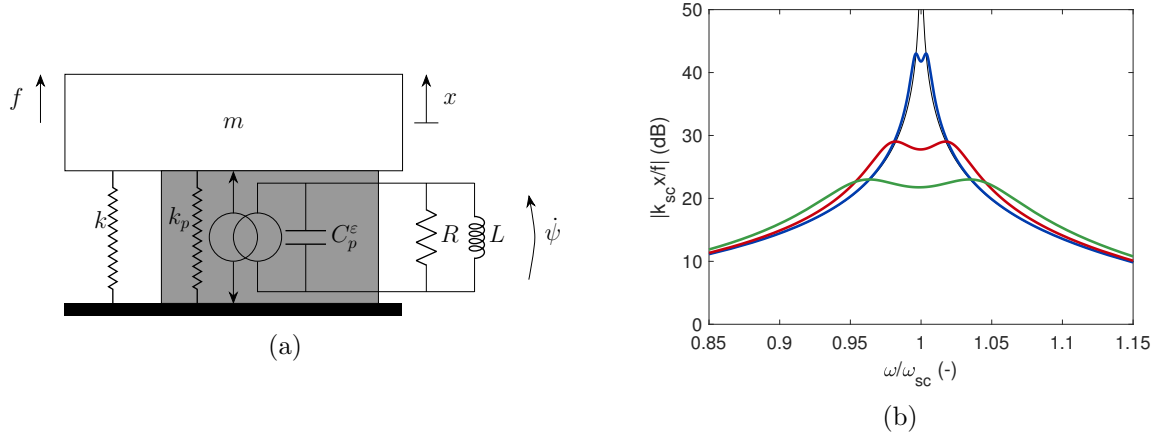 f
x
m
k
k_p
C_p^ε
R
L
ψ̇
(a)
|k_sc x/f| (dB)
50
40
30
20
10
0
0.85
0.9
0.95
1
1.05
1.1
1.15
ω/ω_sc (-)
(b)